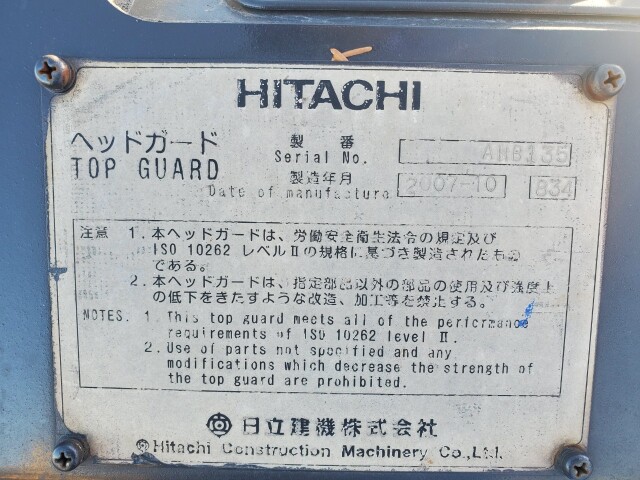 HITACHI
ヘッドガード
TOP GUARD
製 番
Serial No.
製造年月
Date of manufacture
2007-10
834
注意 1. 本ヘッドガードは、労働安全衛生法令の規定及び
ISO 10262 レベルⅡの規格に基づき製造されたもの
である。
2. 本ヘッドガードは、指定部品以外の部品の使用及び強度上
の低下をきたすような改造、加工等を禁止する。
NOTES. 1. This top guard meets all of the performance
requirements of ISO 10262 level Ⅱ.
2. Use of parts not specified and any
modifications which decrease the strength of
the top guard are prohibited.
日立建機株式会社
©Hitachi Construction Machinery Co.,Ltd.